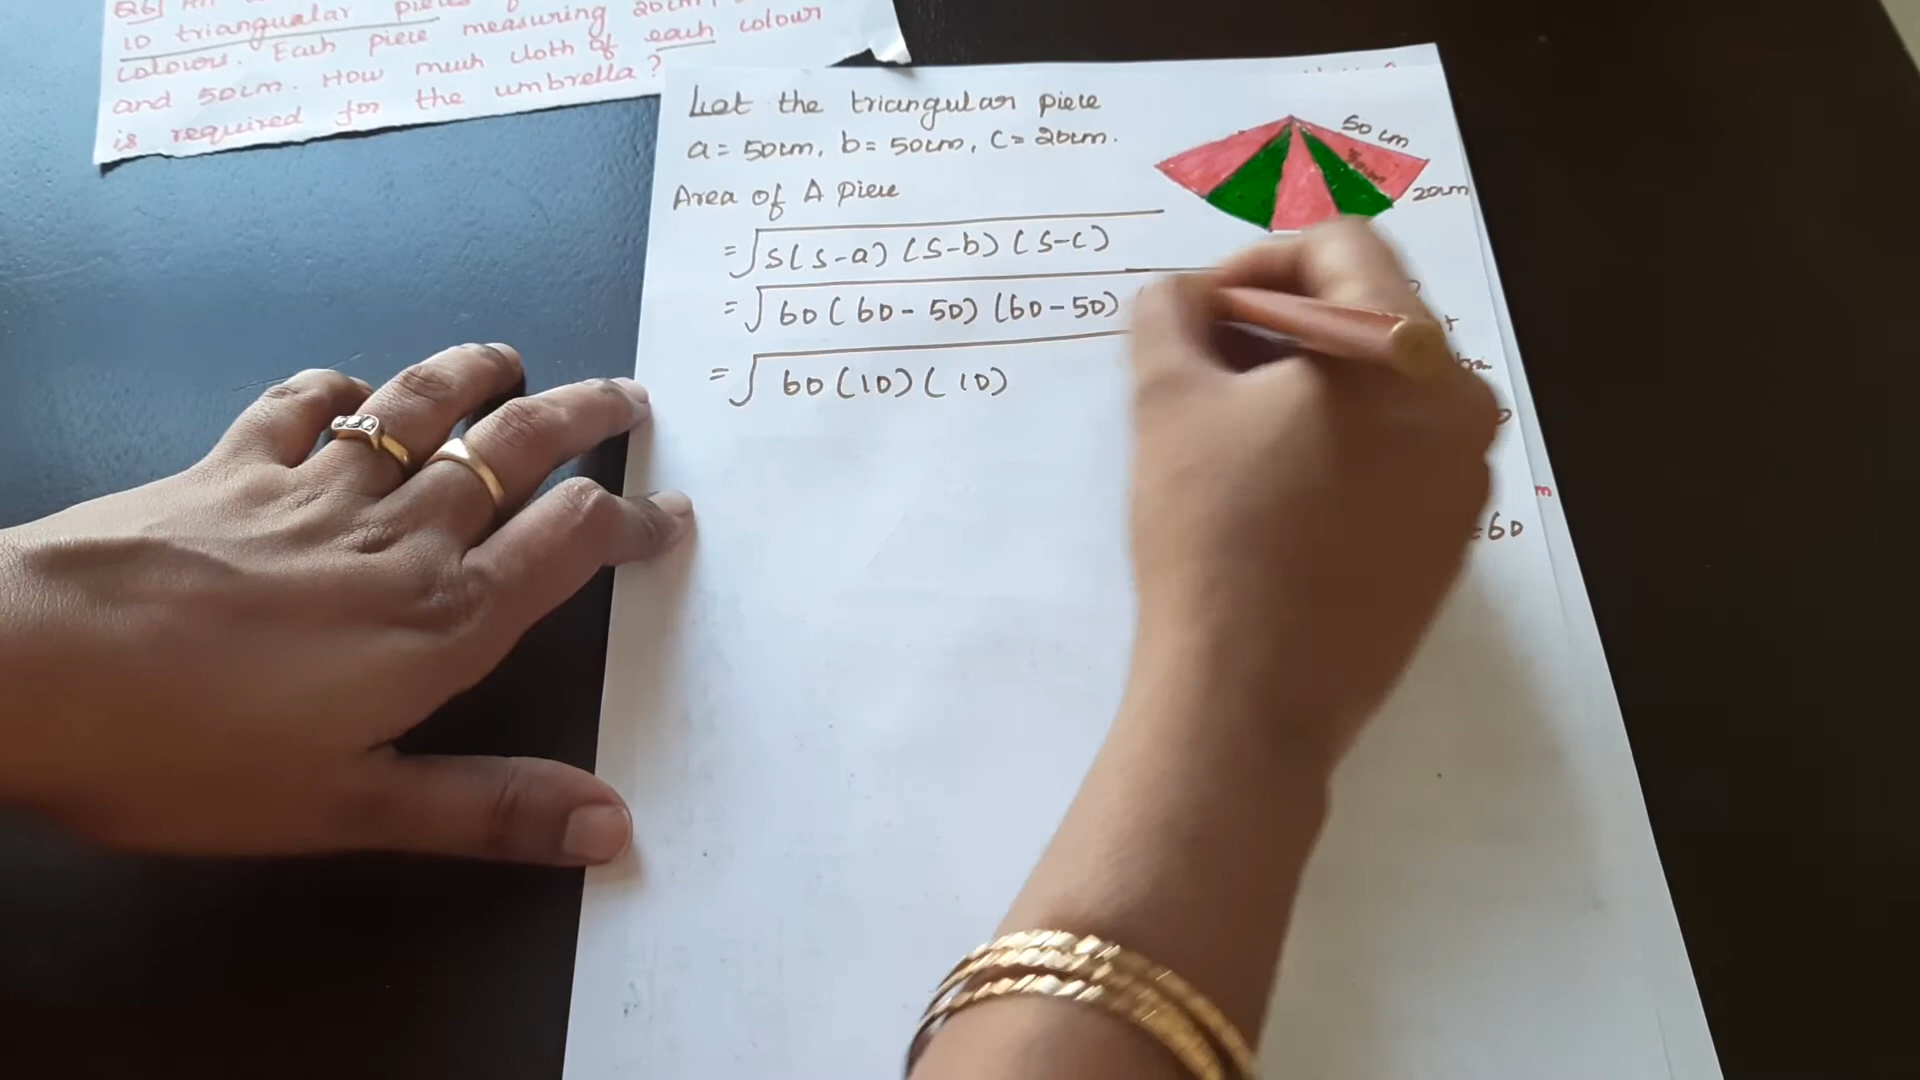 Q6)
10 triangular
colours. Each piece measuring 20cm,
and 50cm. How much cloth of each colour
is required for the umbrella?
Let the triangular piece
a = 50cm, b = 50cm, c = 20cm.
Area of Δ piece
= √s(s-a) (s-b) (s-c)
= √60(60-50) (60-50)
= √60(10)(10)
50 cm
20cm
m
=60